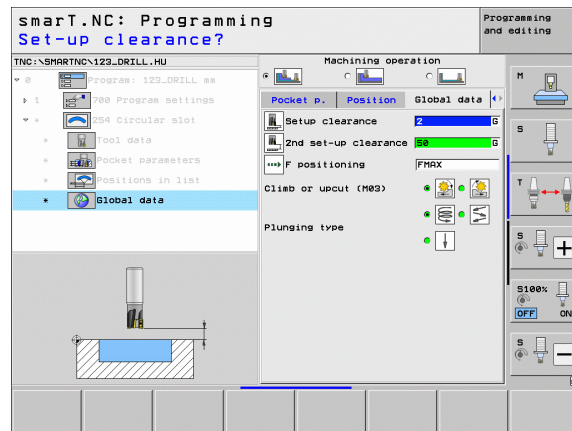 smarT.NC: Programming
Set-up clearance?
Programming
and editing
TNC:\SMARTNC\123_DRILL.HU
0 Program: 123_DRILL mm
1 700 Program settings
254 Circular slot
* Tool data
* Pocket parameters
* Positions in list
* Global data
Machining operation
Pocket p. Position Global data
Setup clearance 2 G
2nd set-up clearance 50 G
F positioning FMAX
Climb or upcut (M03)
Plunging type
M
S
T
S
S100%
OFF ON
S